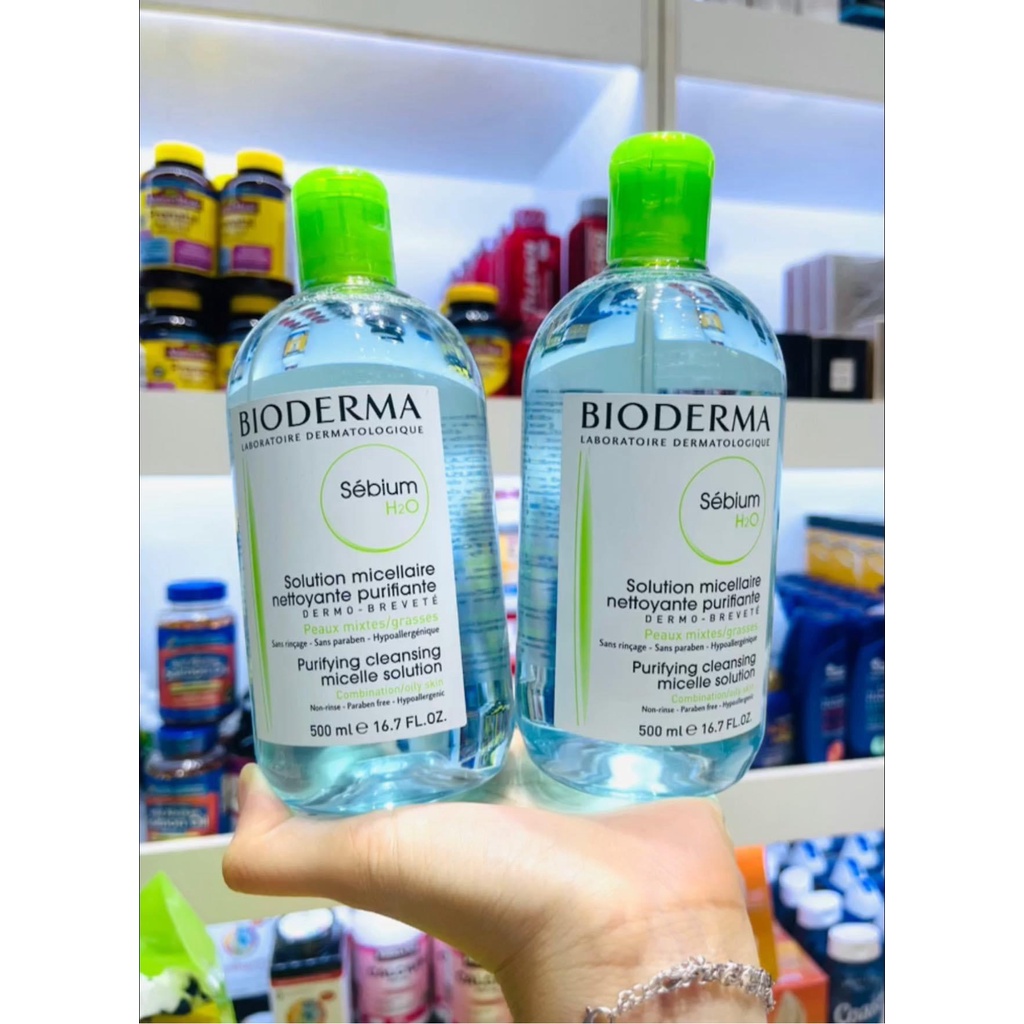 BIODERMA
LABORATOIRE DERMATOLOGIQUE
Sébium
H2O
Solution micellaire
nettoyante purifiante
DERMO-BREVETÉ
Peaux mixtes/grasses
Sans rinçage - Sans paraben - Hypoallergénique
Purifying cleansing
micelle solution
Combination/oily skin
Non-rinse - Paraben free - Hypoallergenic
500 ml ℮ 16.7 FL.OZ.
BIODERMA
LABORATOIRE DERMATOLOGIQUE
Sébium
H2O
Solution micellaire
nettoyante purifiante
DERMO-BREVETÉ
Peaux mixtes/grasses
Sans rinçage - Sans paraben - Hypoallergénique
Purifying cleansing
micelle solution
Combination/oily skin
Non-rinse - Paraben free - Hypoallergenic
500 ml ℮ 16.7 FL.OZ.